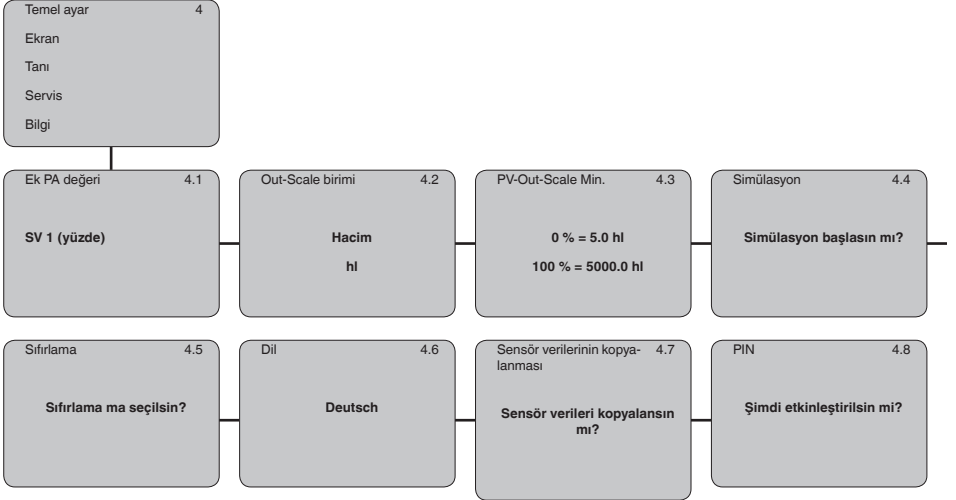 Temel ayar 4
Ekran
Tanı
Servis
Bilgi
Ek PA değeri 4.1
SV 1 (yüzde)
Out-Scale birimi 4.2
Hacim
hl
PV-Out-Scale Min. 4.3
0 % = 5.0 hl
100 % = 5000.0 hl
Simülasyon 4.4
Simülasyon başlasın mı?
Sıfırlama 4.5
Sıfırlama ma seçilsin?
Dil 4.6
Deutsch
Sensör verilerinin kopya- 4.7
lanması
Sensör verileri kopyalansın
mı?
PIN 4.8
Şimdi etkinleştirilsin mi?